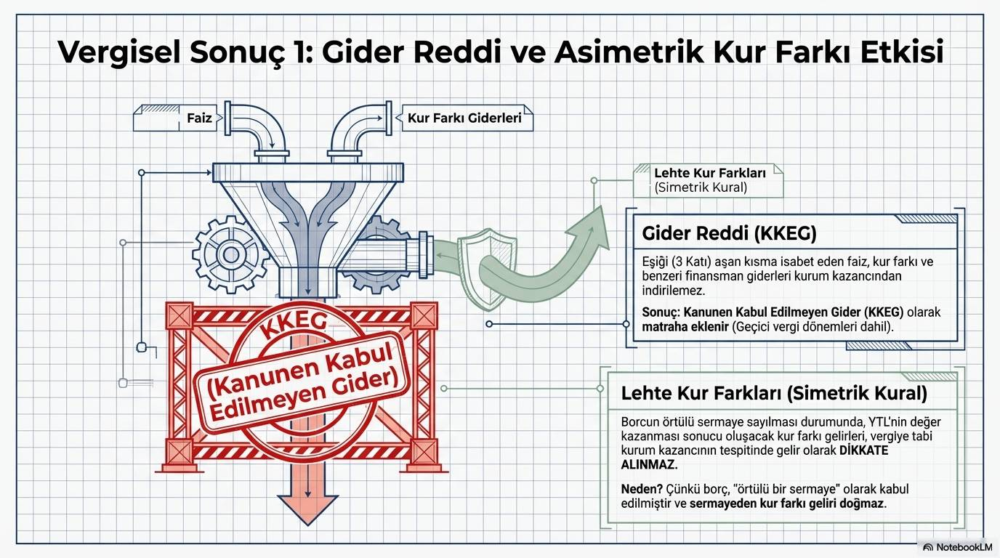 Vergisel Sonuç 1: Gider Reddi ve Asimetrik Kur Farkı Etkisi
Faiz
Kur Farkı Giderleri
Lehte Kur Farkları
(Simetrik Kural)
KKEG
(Kanunen Kabul
Edilmeyen Gider)
Gider Reddi (KKEG)
Eşiği (3 Katı) aşan kısma isabet eden faiz, kur farkı ve
benzeri finansman giderleri kurum kazancından
indirilemez.
Sonuç: Kanunen Kabul Edilmeyen Gider (KKEG) olarak
matraha eklenir (Geçici vergi dönemleri dahil).
Lehte Kur Farkları (Simetrik Kural)
Borcun örtülü sermaye sayılması durumunda, YTL'nin değer
kazanması sonucu oluşacak kur farkı gelirleri, vergiye tabi
kurum kazancının tespitinde gelir olarak DİKKATE
ALINMAZ.
Neden? Çünkü borç, "örtülü bir sermaye" olarak kabul
edilmiştir ve sermayeden kur farkı geliri doğmaz.
NotebookLM